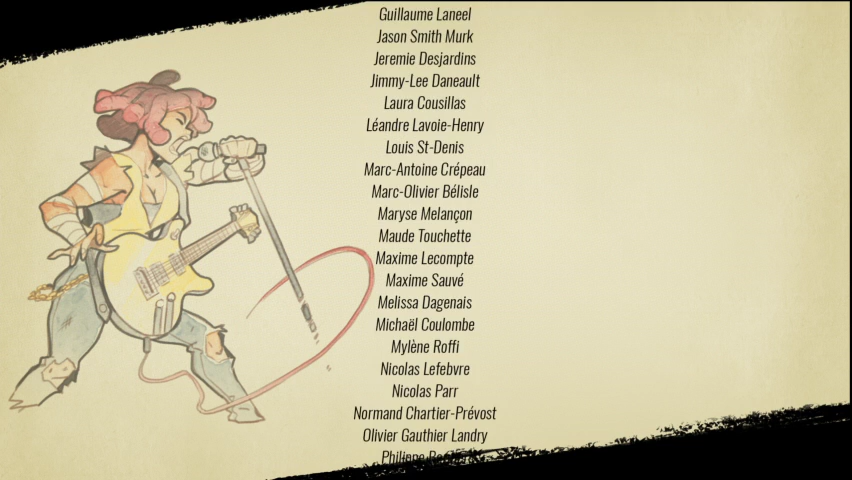 Guillaume Laneel
Jason Smith Murk
Jeremie Desjardins
Jimmy-Lee Daneault
Laura Cousillas
Léandre Lavoie-Henry
Louis St-Denis
Marc-Antoine Crépeau
Marc-Olivier Bélisle
Maryse Melançon
Maude Touchette
Maxime Lecompte
Maxime Sauvé
Melissa Dagenais
Michaël Coulombe
Mylène Roffi
Nicolas Lefebvre
Nicolas Parr
Normand Chartier-Prévost
Olivier Gauthier Landry
Philippe